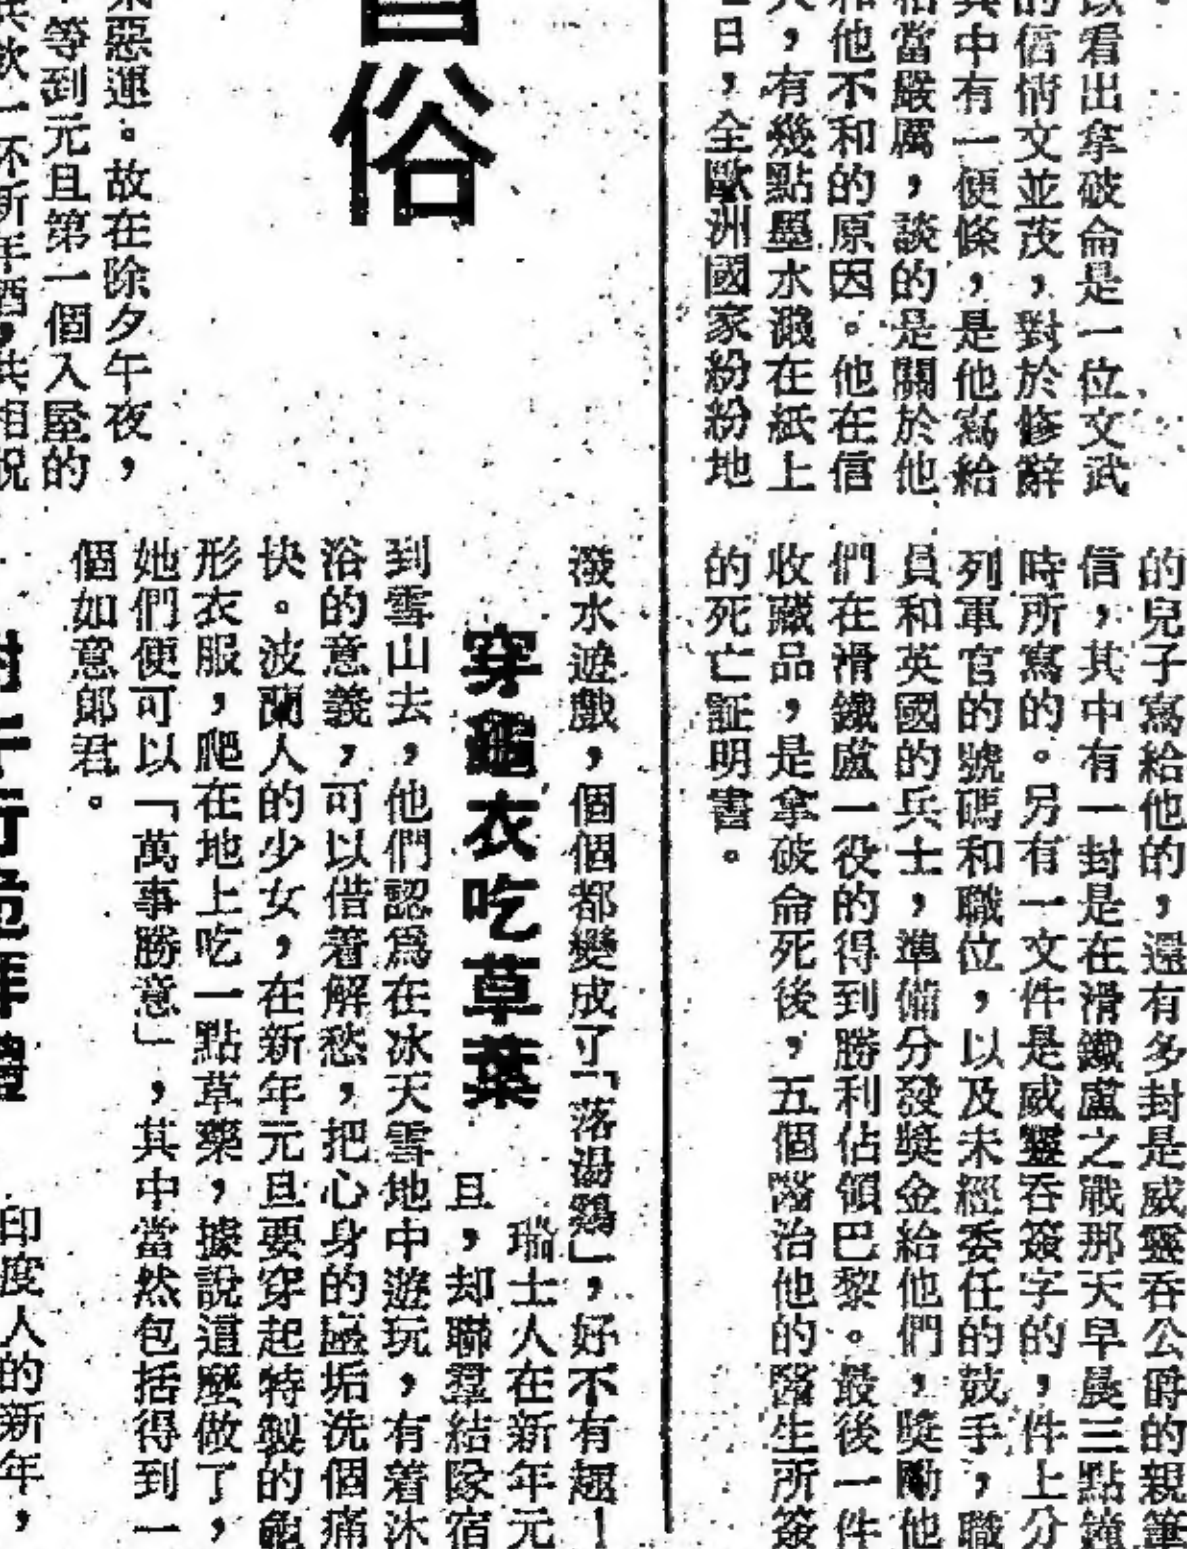 以看出拿破侖是一位文武
的信情文並茂，對於修辭
其中有一便條，是他寫給
相當嚴厲，談的是關於他
和他不和的原因。他在信
，有幾點墨水濺在紙上
日，全歐洲國家紛紛地
的兒子寫給他的，還有多封是威靈吞公爵的親筆
信，其中有一封是在滑鐵盧之戰那天早晨三點鐘
時所寫的。另有一文件是威靈吞簽字的，件上分
列軍官的號碼和職位，以及未經委任的鼓手，職
員和英國的兵士，準備分發獎金給他們，獎勵他
們在滑鐵盧一役的得到勝利佔領巴黎。最後一件
收藏品，是拿破侖死後，五個醫治他的醫生所簽
的死亡証明書。
俗
惡運。故在除夕午夜，
等到元旦第一個入屋的
一杯新年酒，共相祝
潑水遊戲，個個都變成了「落湯鷄」，好不有趣！
穿龜衣吃草葉
瑞士人在新年元
旦，却聯羣結隊宿
到雪山去，他們認爲在冰天雪地中遊玩，有着沐
浴的意義，可以借着解愁，把心身的塵垢洗個痛
快。波蘭人的少女，在新年元旦要穿起特製的龜
形衣服，爬在地上吃一點草藥，據說這麼做了，
她們便可以「萬事勝意」，其中當然包括得到一
個如意郎君。
印度人的新年，